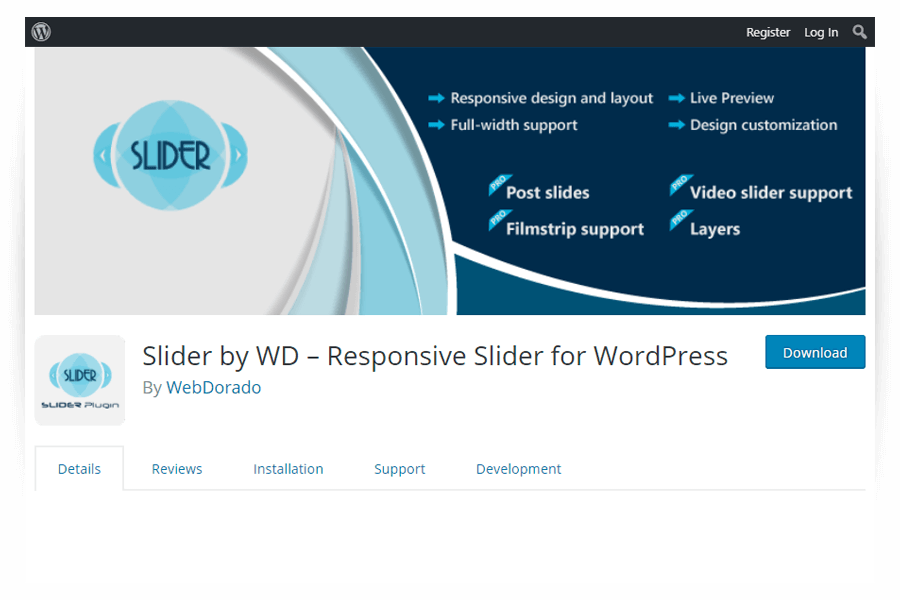 Register Log In
SLIDER
Responsive design and layout
Live Preview
Full-width support
Design customization
PRO Post slides
PRO Video slider support
PRO Filmstrip support
PRO Layers
SLIDER
SLIDER Plugin
Slider by WD – Responsive Slider for WordPress
Download
By WebDorado
Details Reviews Installation Support Development